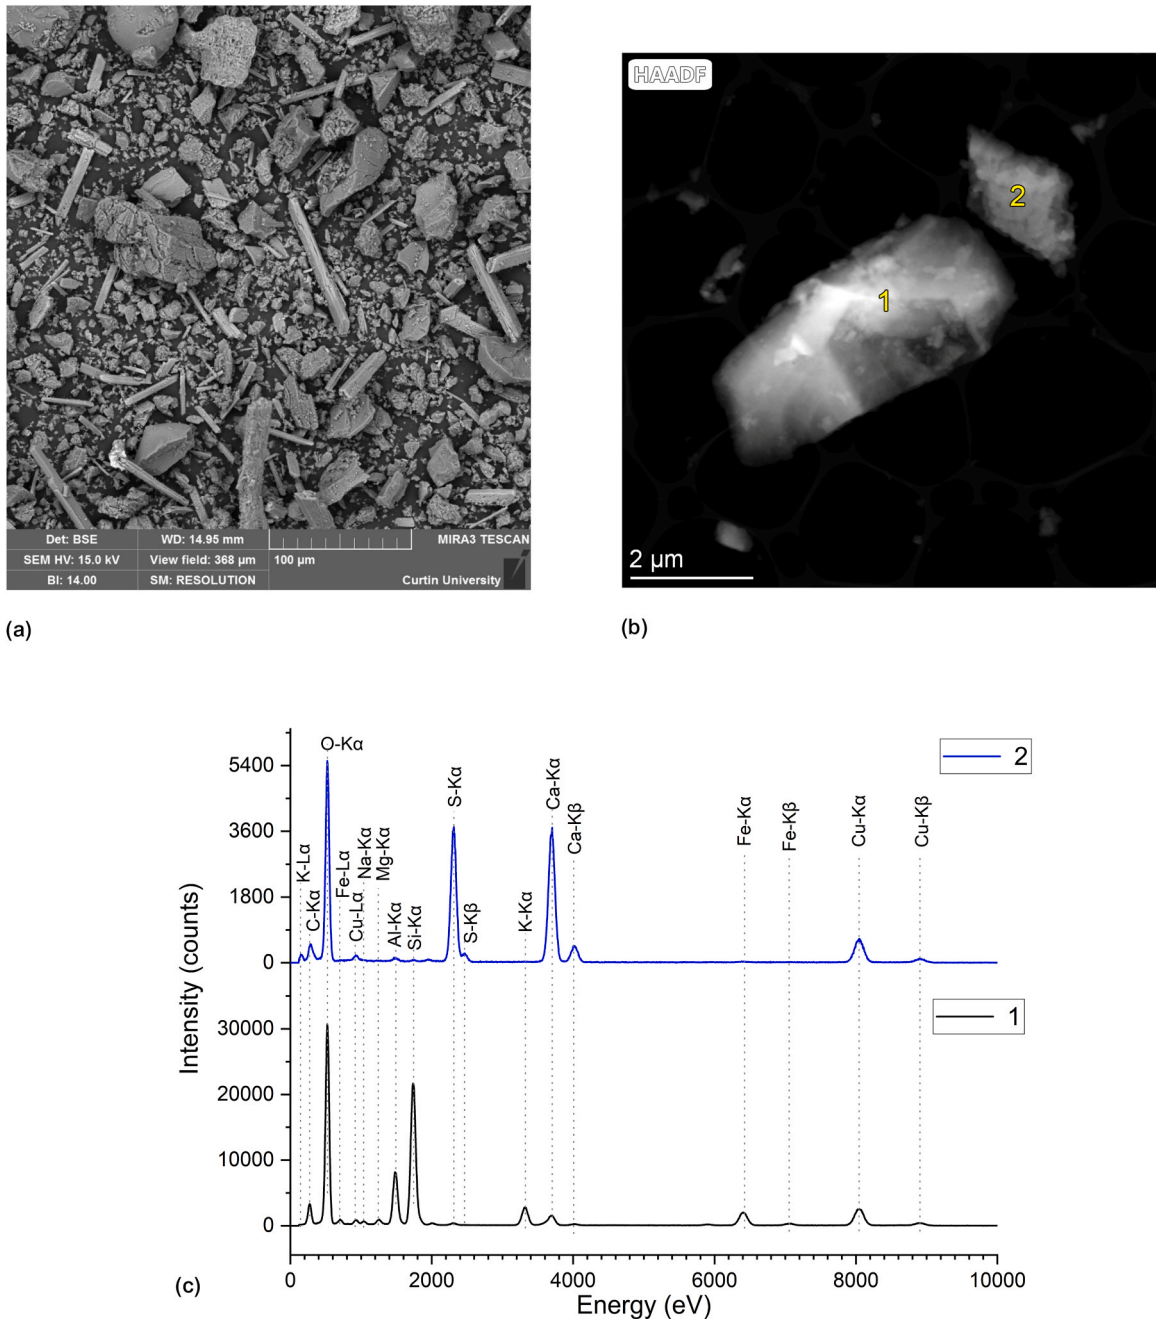 Det: BSE
WD: 14.95 mm
MIRA3 TESCAN
SEM HV: 15.0 kV
View field: 368 µm
100 µm
BI: 14.00
SM: RESOLUTION
Curtin University
(a)
HAADF
2
1
2 µm
(b)
Intensity (counts)
5400
3600
1800
0
30000
20000
10000
0
K-Lα
C-Kα
O-Kα
Fe-Lα
Cu-Lα
Na-Kα
Mg-Kα
Al-Kα
Si-Kα
S-Kα
S-Kβ
K-Kα
Ca-Kα
Ca-Kβ
Fe-Kα
Fe-Kβ
Cu-Kα
Cu-Kβ
2
1
0 2000 4000 6000 8000 10000
Energy (eV)
(c)